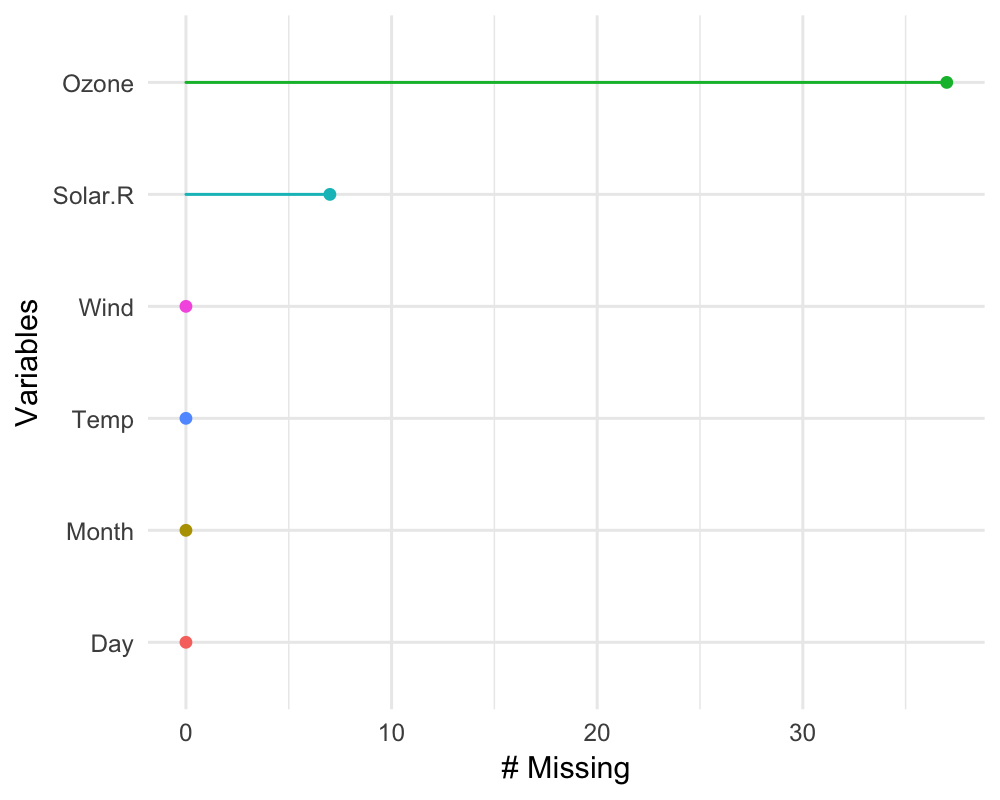 Ozone
Solar.R
Wind
Temp
Month
Day
Variables
0 10 20 30
# Missing